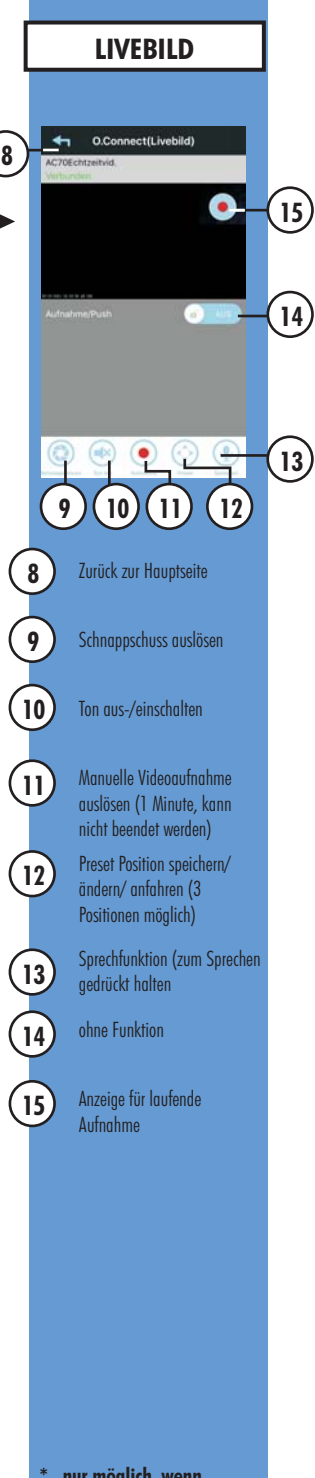 LIVEBILD
8
O.Connect(Livebild)
AC70Echtzeitvid.
Verbunden
15
Aufnahme/Push
AUS
14
13
9
10
11
12
8
Zurück zur Hauptseite
9
Schnappschuss auslösen
10
Ton aus-/einschalten
11
Manuelle Videoaufnahme
auslösen (1 Minute, kann
nicht beendet werden)
12
Preset Position speichern/
ändern/ anfahren (3
Positionen möglich)
13
Sprechfunktion (zum Sprechen
gedrückt halten
14
ohne Funktion
15
Anzeige für laufende
Aufnahme
* nur möglich, wenn